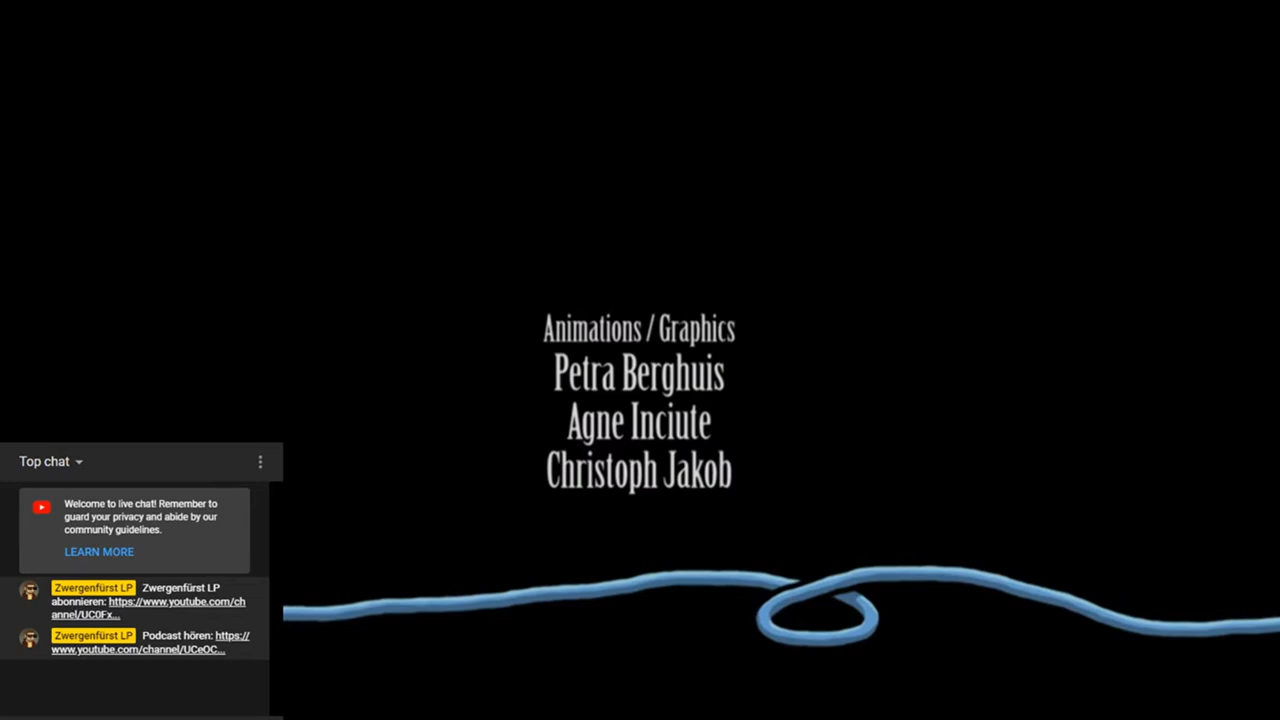 Animations / Graphics
Petra Berghuis
Agne Inciute
Christoph Jakob
Top chat
Welcome to live chat! Remember to
guard your privacy and abide by our
community guidelines.
LEARN MORE
Zwergenfürst LP Zwergenfürst LP
abonnieren: https://www.youtube.com/ch
annel/UC0Fx...
Zwergenfürst LP Podcast hören: https://
www.youtube.com/channel/UCeOC...